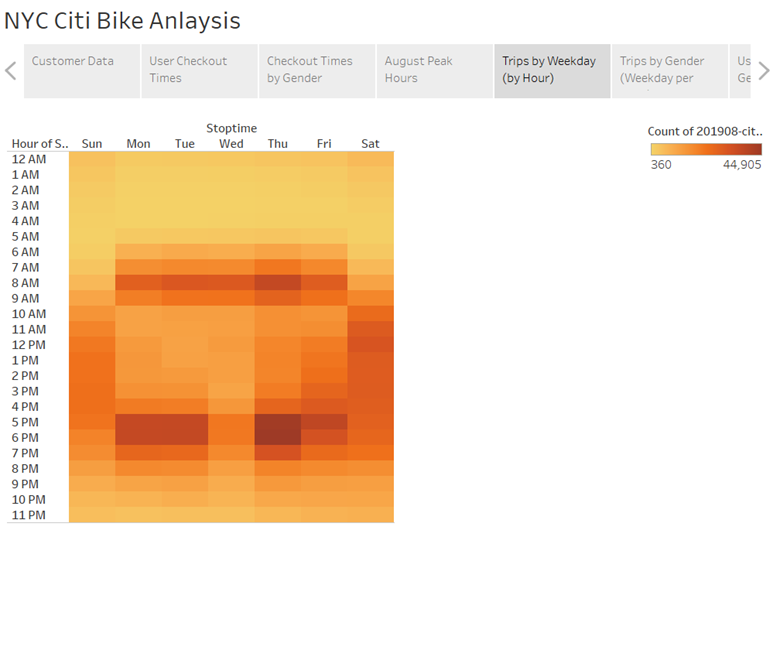 NYC Citi Bike Anlaysis
Customer Data
User Checkout
Times
Checkout Times
by Gender
August Peak
Hours
Trips by Weekday
(by Hour)
Trips by Gender
(Weekday per
Us
Ge
Stoptime
Hour of S.. Sun Mon Tue Wed Thu Fri Sat
12 AM
1 AM
2 AM
3 AM
4 AM
5 AM
6 AM
7 AM
8 AM
9 AM
10 AM
11 AM
12 PM
1 PM
2 PM
3 PM
4 PM
5 PM
6 PM
7 PM
8 PM
9 PM
10 PM
11 PM
Count of 201908-cit..
360 44,905